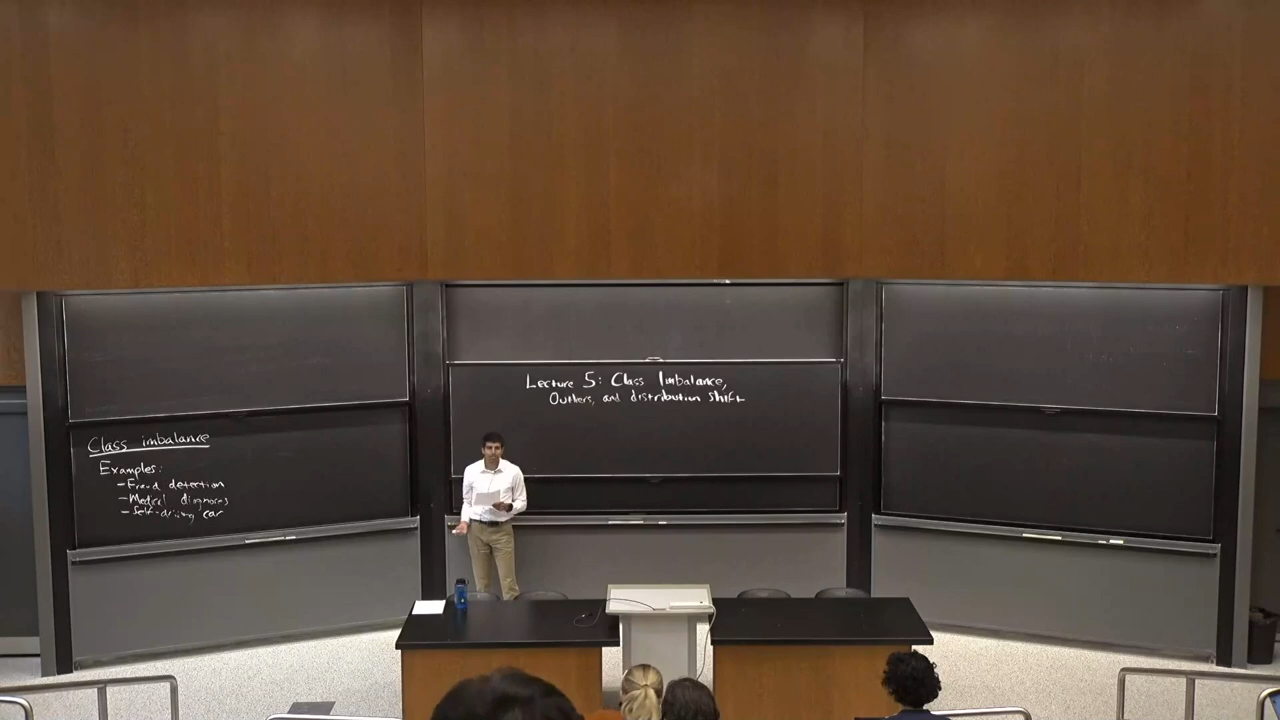 Class imbalance
Examples:
- Fraud detection
- Medical diagnoses
- Self-driving car
Lecture 5: Class Imbalance,
Outliers, and distribution shift